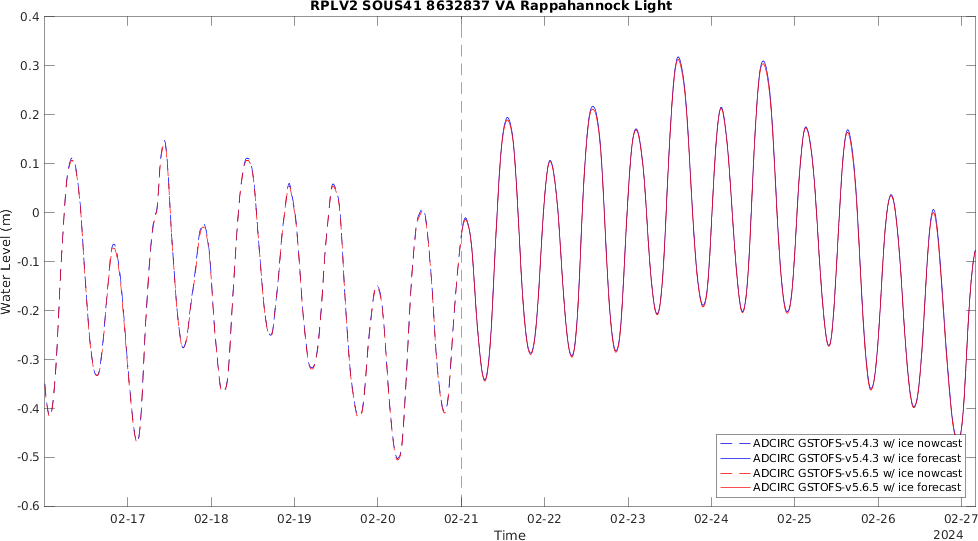 RPLV2 SOUS41 8632837 VA Rappahannock Light
0.4
0.3
0.2
0.1
0
-0.1
-0.2
-0.3
-0.4
-0.5
-0.6
Water Level (m)
ADCIRC GSTOFS-v5.4.3 w/ ice nowcast
ADCIRC GSTOFS-v5.4.3 w/ ice forecast
ADCIRC GSTOFS-v5.6.5 w/ ice nowcast
ADCIRC GSTOFS-v5.6.5 w/ ice forecast
02-17 02-18 02-19 02-20 02-21 02-22 02-23 02-24 02-25 02-26 02-27
Time
2024